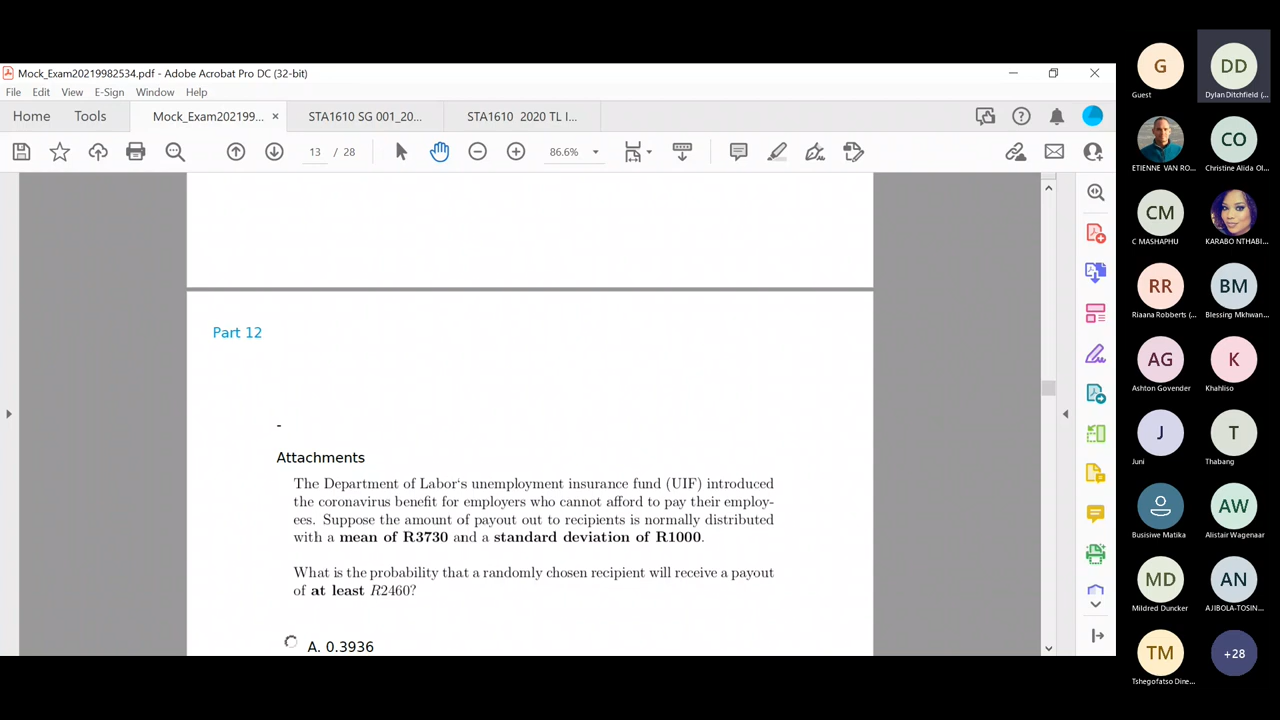 Mock_Exam20219982534.pdf - Adobe Acrobat Pro DC (32-bit)
File Edit View E-Sign Window Help
Home Tools Mock_Exam202199... × STA1610 SG 001_20... STA1610 2020 TL I...
13 / 28 86.6%
Part 12
-
Attachments
The Department of Labor‘s unemployment insurance fund (UIF) introduced
the coronavirus benefit for employers who cannot afford to pay their employ-
ees. Suppose the amount of payout out to recipients is normally distributed
with a mean of R3730 and a standard deviation of R1000.
What is the probability that a randomly chosen recipient will receive a payout
of at least R2460?
A. 0.3936
G DD
Guest Dylan Ditchfield (...
CO
ETIENNE VAN RO... Christine Alida Ol...
CM
C MASHAPHU KARABO NTHABI...
RR BM
Riaana Robberts (... Blessing Mkhwan...
AG K
Ashton Govender Khahliso
J T
Juni Thabang
AW
Busisiwe Matika Alistair Wagenaar
MD AN
Mildred Duncker AJIBOLA-TOSIN...
TM +28
Tshegofatso Dine...